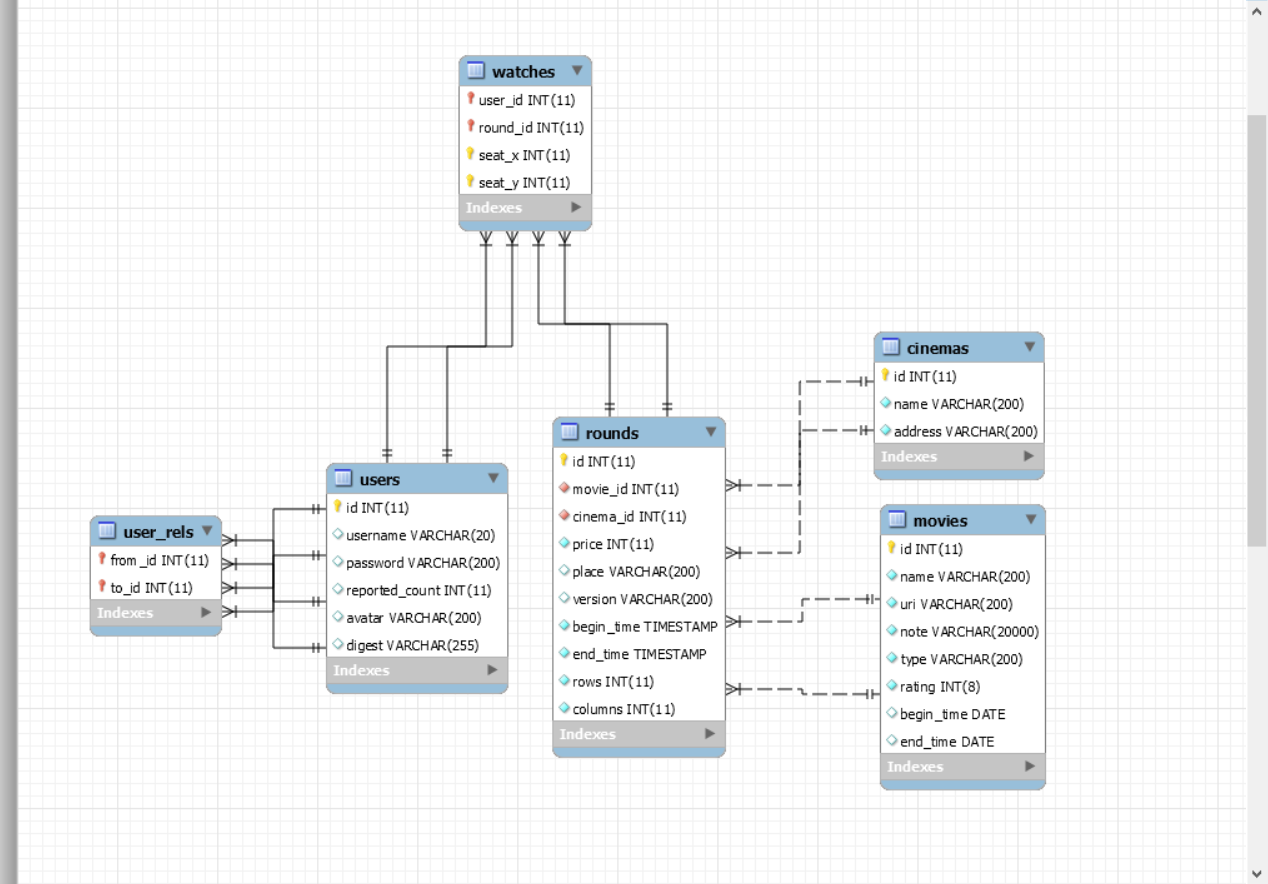 watches
user_id INT(11)
round_id INT(11)
seat_x INT(11)
seat_y INT(11)
Indexes
cinemas
id INT(11)
name VARCHAR(200)
address VARCHAR(200)
Indexes
rounds
id INT(11)
movie_id INT(11)
cinema_id INT(11)
price INT(11)
place VARCHAR(200)
version VARCHAR(200)
begin_time TIMESTAMP
end_time TIMESTAMP
rows INT(11)
columns INT(11)
Indexes
users
id INT(11)
username VARCHAR(20)
password VARCHAR(200)
reported_count INT(11)
avatar VARCHAR(200)
digest VARCHAR(255)
Indexes
user_rels
from_id INT(11)
to_id INT(11)
Indexes
movies
id INT(11)
name VARCHAR(200)
uri VARCHAR(200)
note VARCHAR(20000)
type VARCHAR(200)
rating INT(8)
begin_time DATE
end_time DATE
Indexes